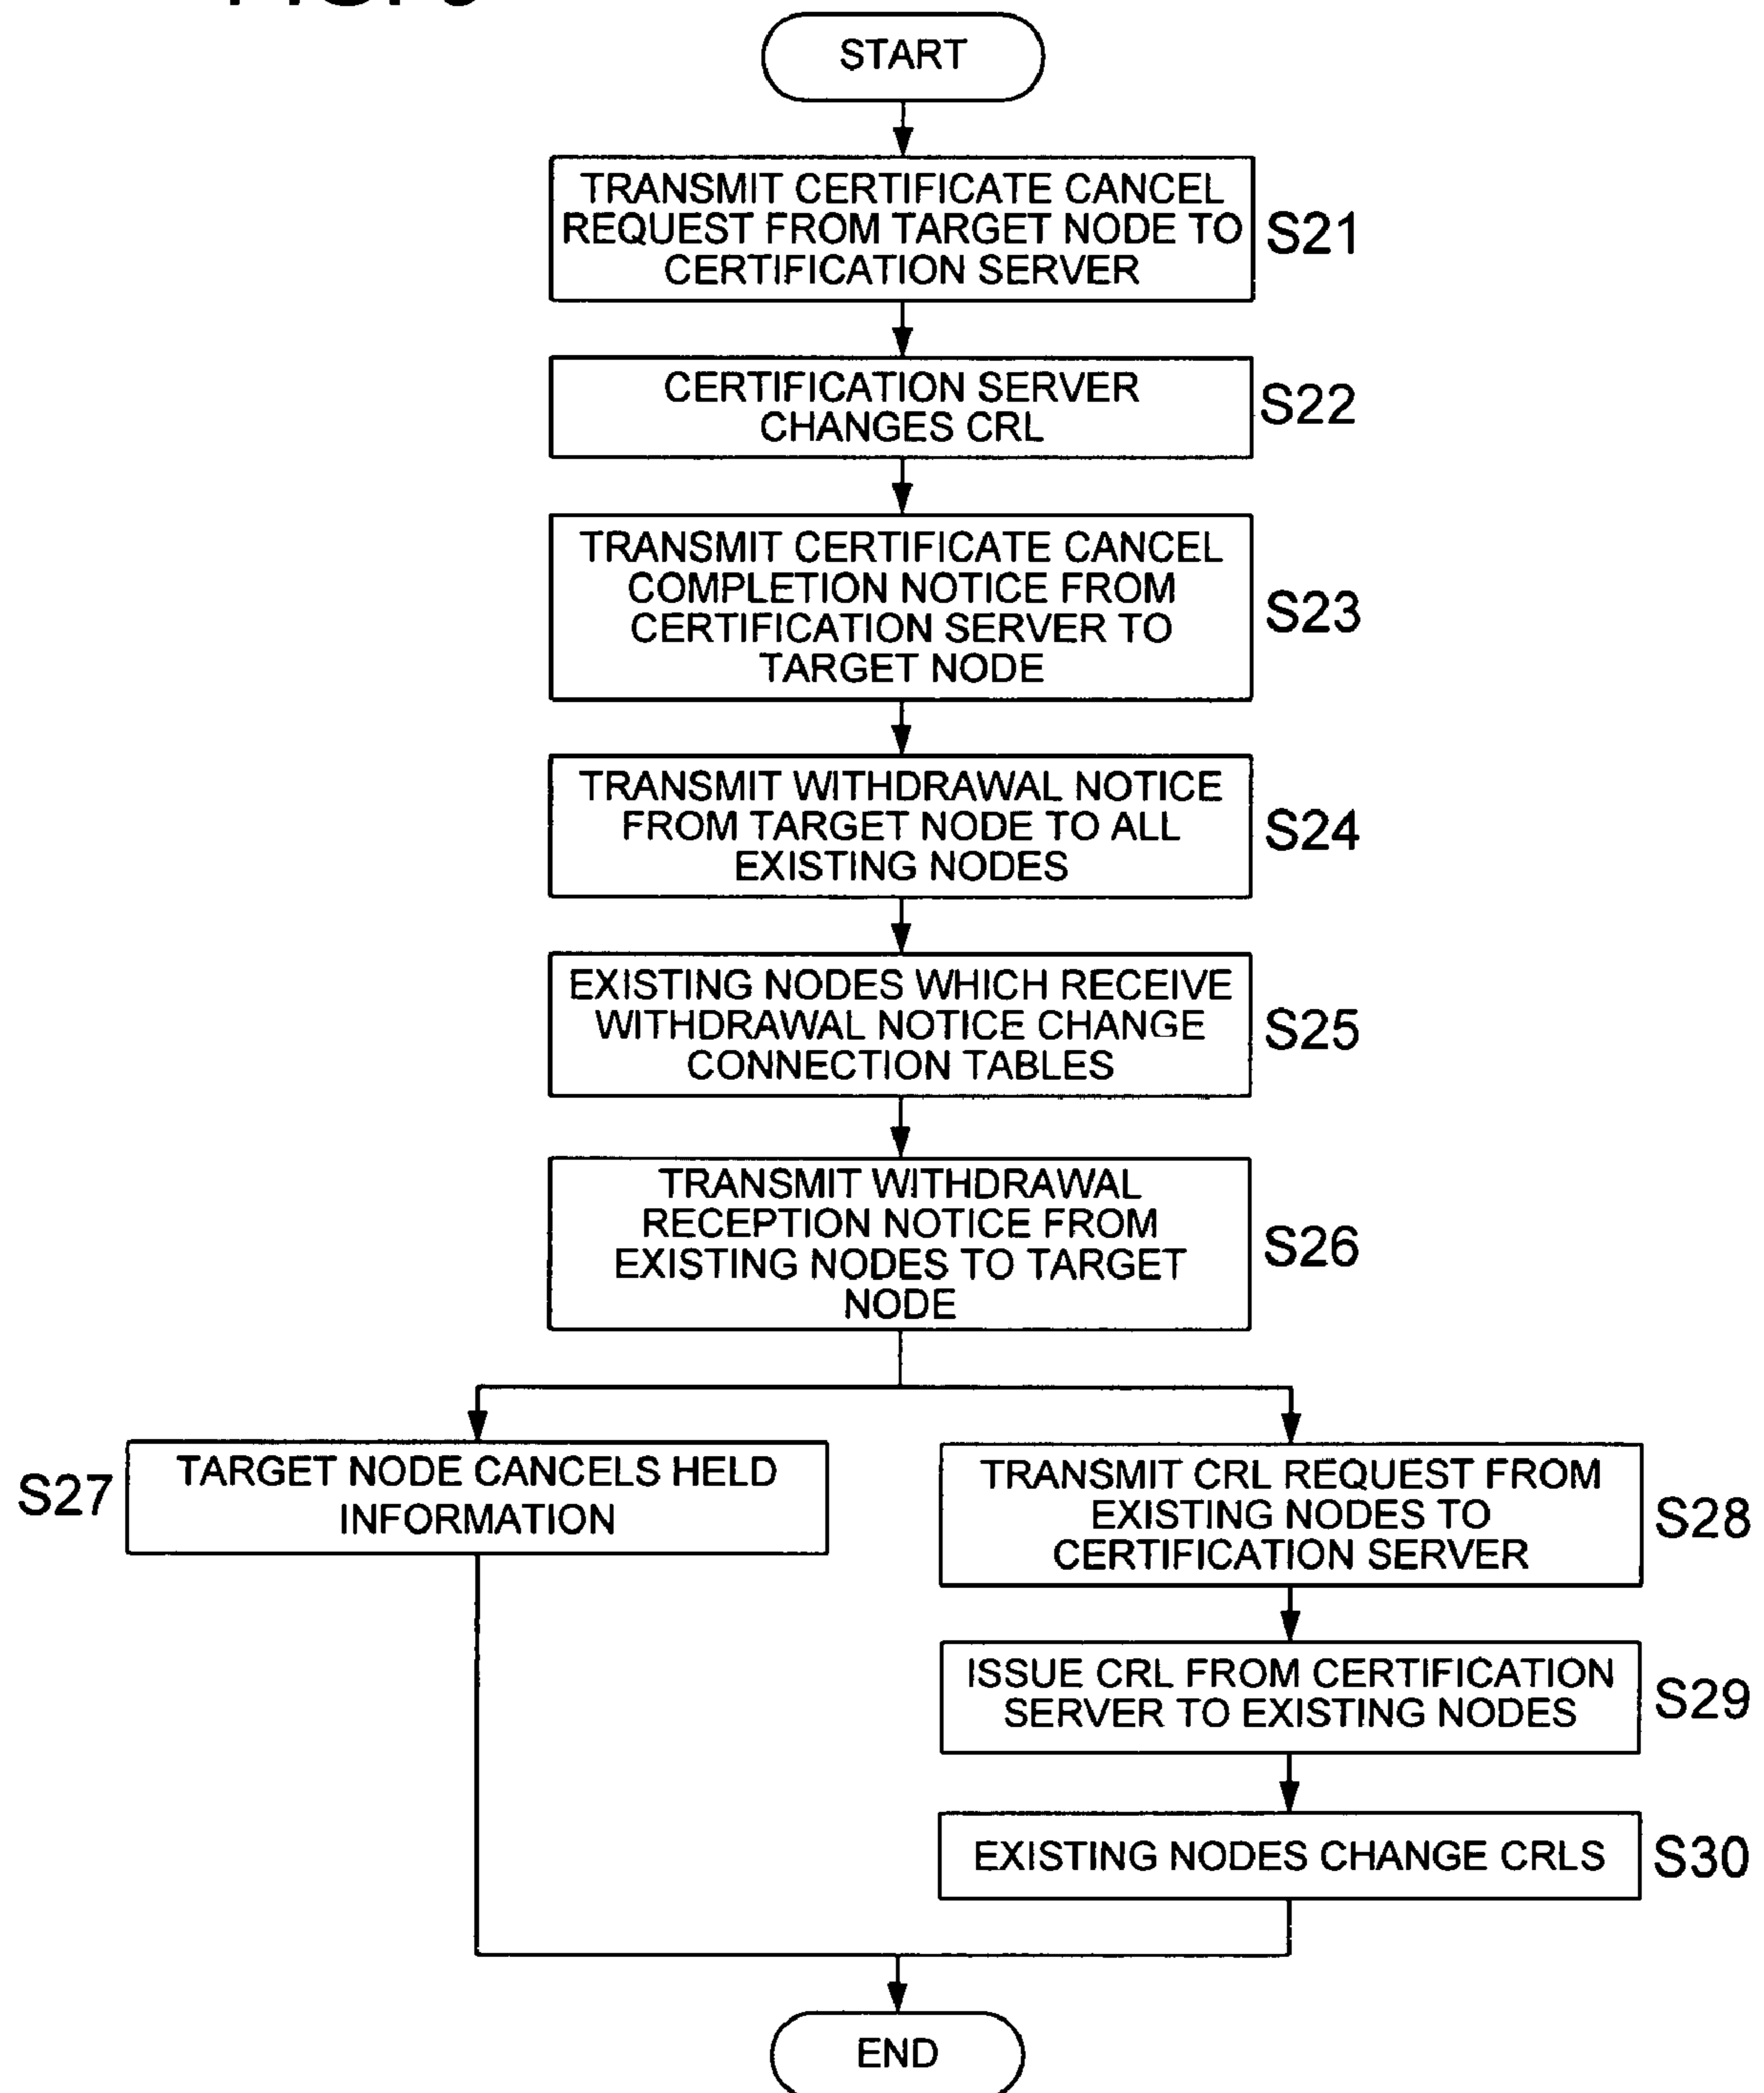 START
TRANSMIT CERTIFICATE CANCEL
REQUEST FROM TARGET NODE TO
CERTIFICATION SERVER
S21
CERTIFICATION SERVER
CHANGES CRL
S22
TRANSMIT CERTIFICATE CANCEL
COMPLETION NOTICE FROM
CERTIFICATION SERVER TO
TARGET NODE
S23
TRANSMIT WITHDRAWAL NOTICE
FROM TARGET NODE TO ALL
EXISTING NODES
S24
EXISTING NODES WHICH RECEIVE
WITHDRAWAL NOTICE CHANGE
CONNECTION TABLES
S25
TRANSMIT WITHDRAWAL
RECEPTION NOTICE FROM
EXISTING NODES TO TARGET
NODE
S26
S27
TARGET NODE CANCELS HELD
INFORMATION
TRANSMIT CRL REQUEST FROM
EXISTING NODES TO
CERTIFICATION SERVER
S28
ISSUE CRL FROM CERTIFICATION
SERVER TO EXISTING NODES
S29
EXISTING NODES CHANGE CRLS
S30
END